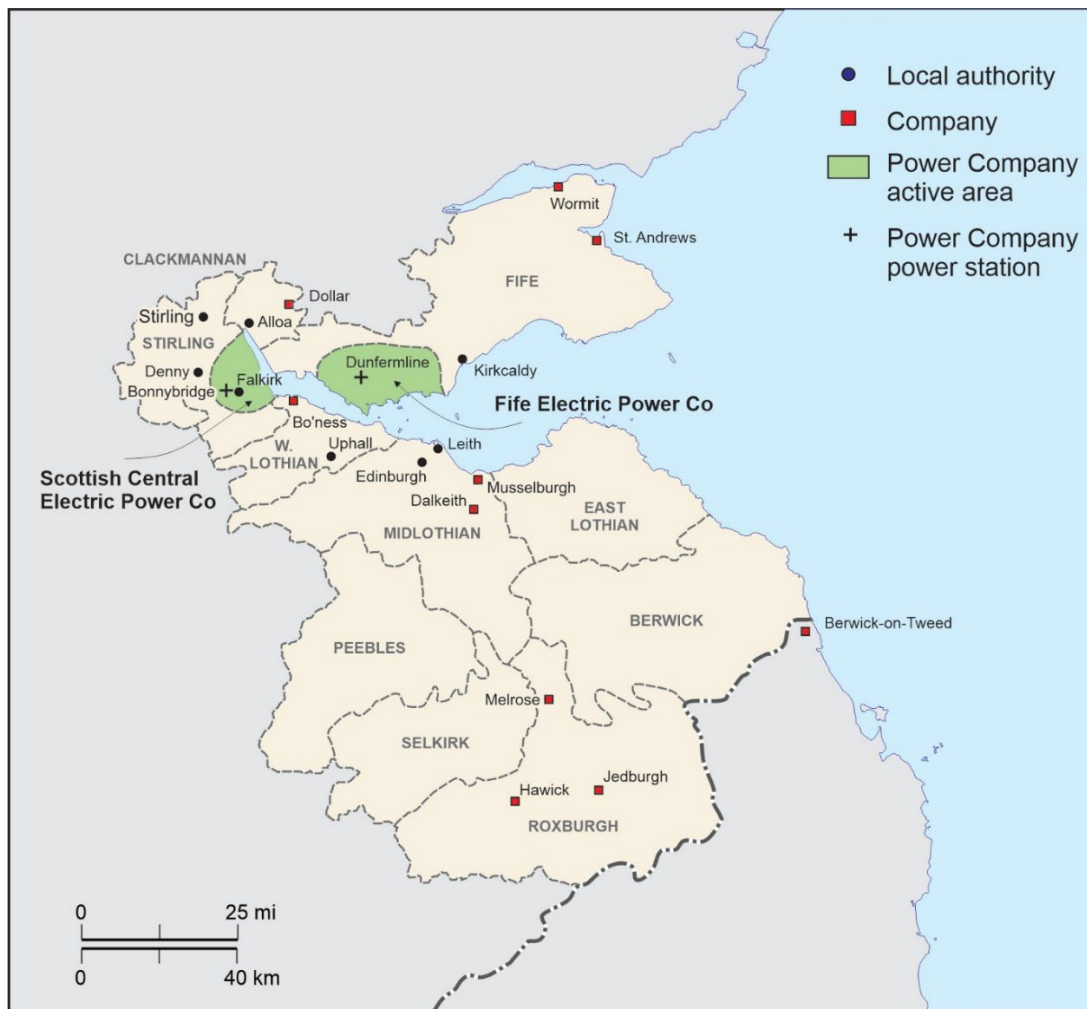 Local authority
Company
Power Company
active area
Power Company
power station
Wormit
St. Andrews
CLACKMANNAN
FIFE
Dollar
Stirling
Alloa
STIRLING
Dunfermline
Kirkcaldy
Denny
Falkirk
Bonnybridge
Fife Electric Power Co
Bo'ness
Leith
Uphall
W.
LOTHIAN
Edinburgh
Scottish Central
Electric Power Co
Musselburgh
Dalkeith
EAST
LOTHIAN
MIDLOTHIAN
BERWICK
Berwick-on-Tweed
PEEBLES
Melrose
SELKIRK
Jedburgh
Hawick
ROXBURGH
0 25 mi
0 40 km